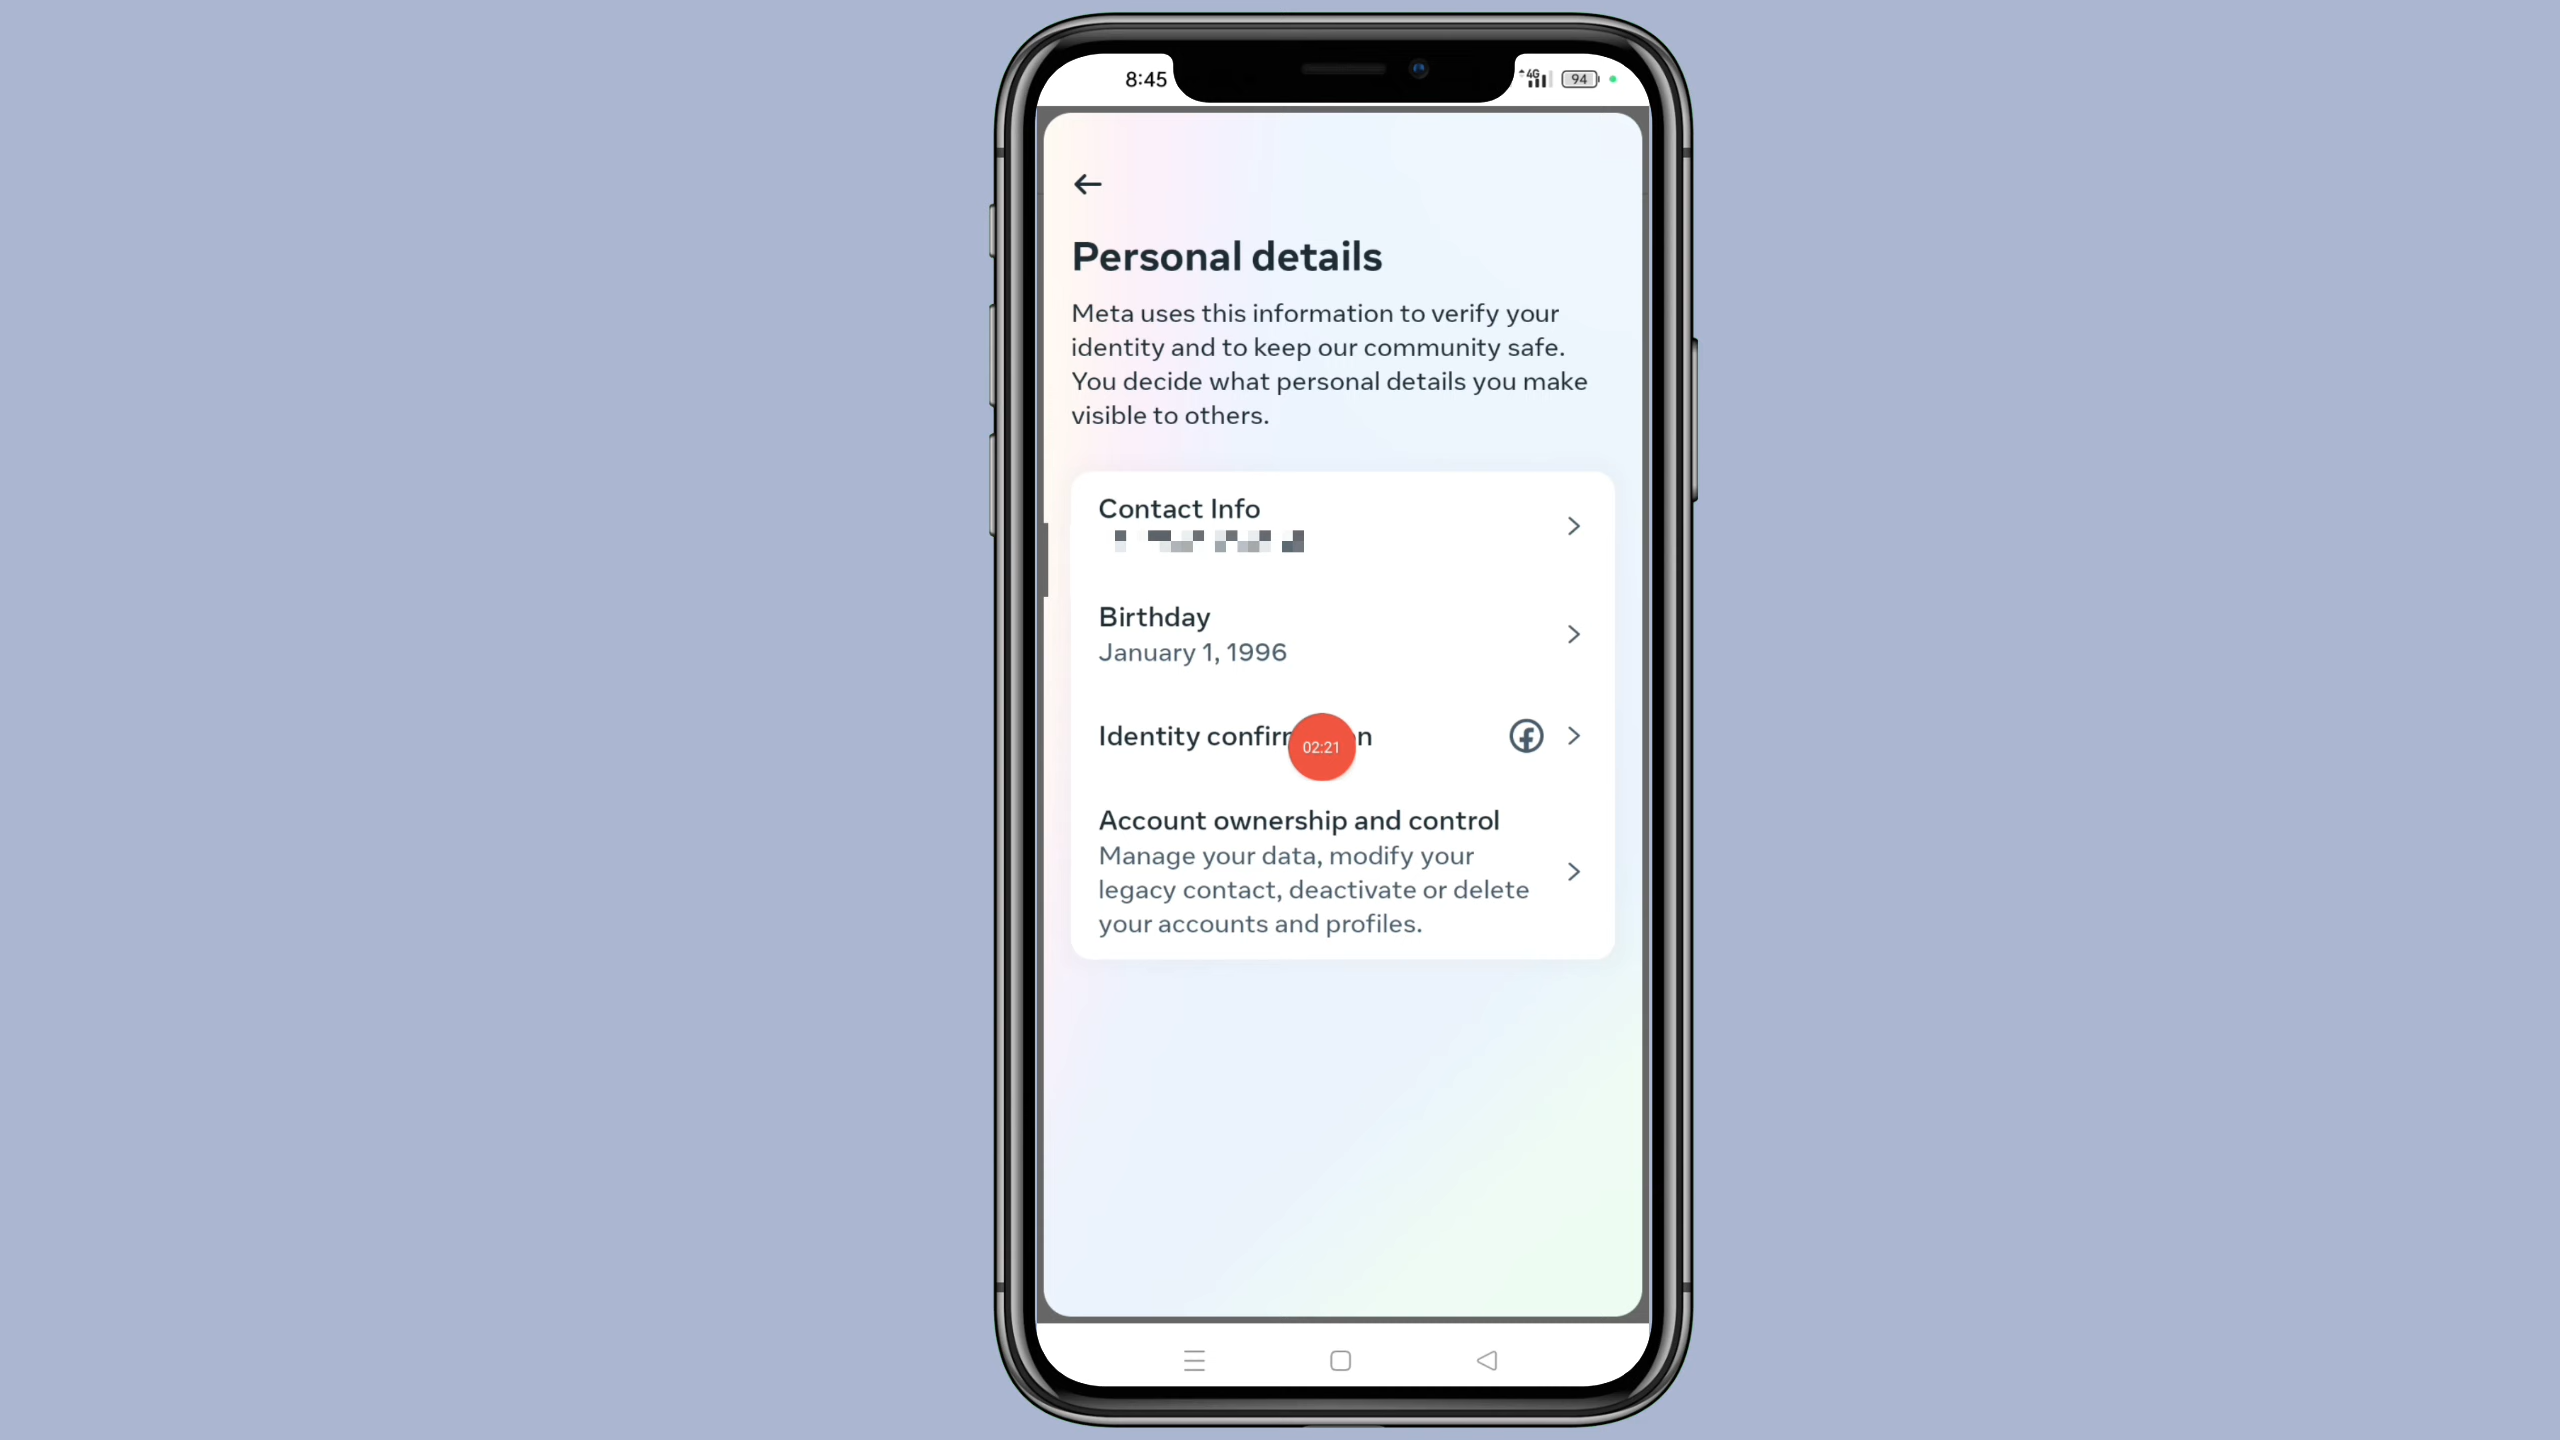 8:45
4G
94
Personal details
Meta uses this information to verify your
identity and to keep our community safe.
You decide what personal details you make
visible to others.
Contact Info
Birthday
January 1, 1996
Identity
02:21
Account ownership and control
Manage your data, modify your
legacy contact, deactivate or delete
your accounts and profiles.